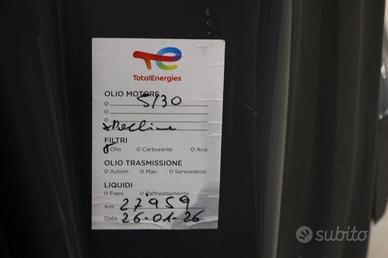 TotalEnergies
OLIO MOTORE
5/30
FILTRI
Olio Carburante Aria
OLIO TRASMISSIONE
Autom. Man. Servosterzo
LIQUIDI
Freni Raffreddamento
Km: 27959
Data: 26-01-26
subito